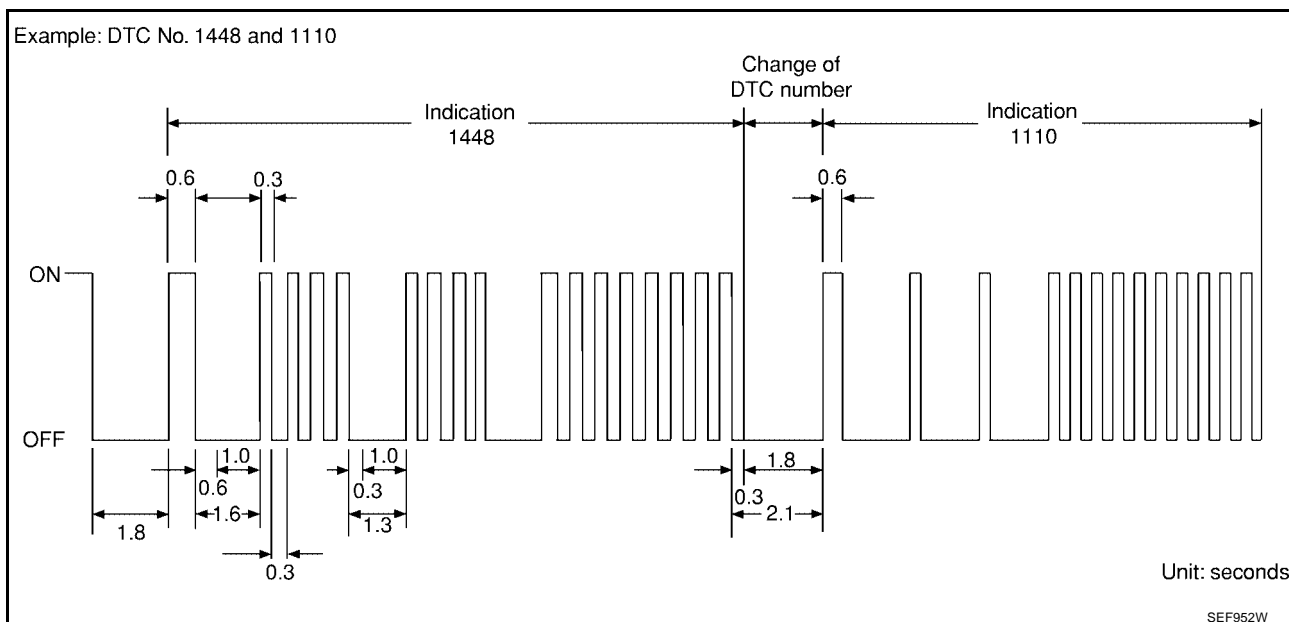 Example: DTC No. 1448 and 1110
Change of
DTC number
Indication
1448
Indication
1110
0.6
0.3
0.6
ON
OFF
1.0
1.0
1.8
0.6
0.3
0.3
1.8
1.6
1.3
2.1
0.3
Unit: seconds
SEF952W